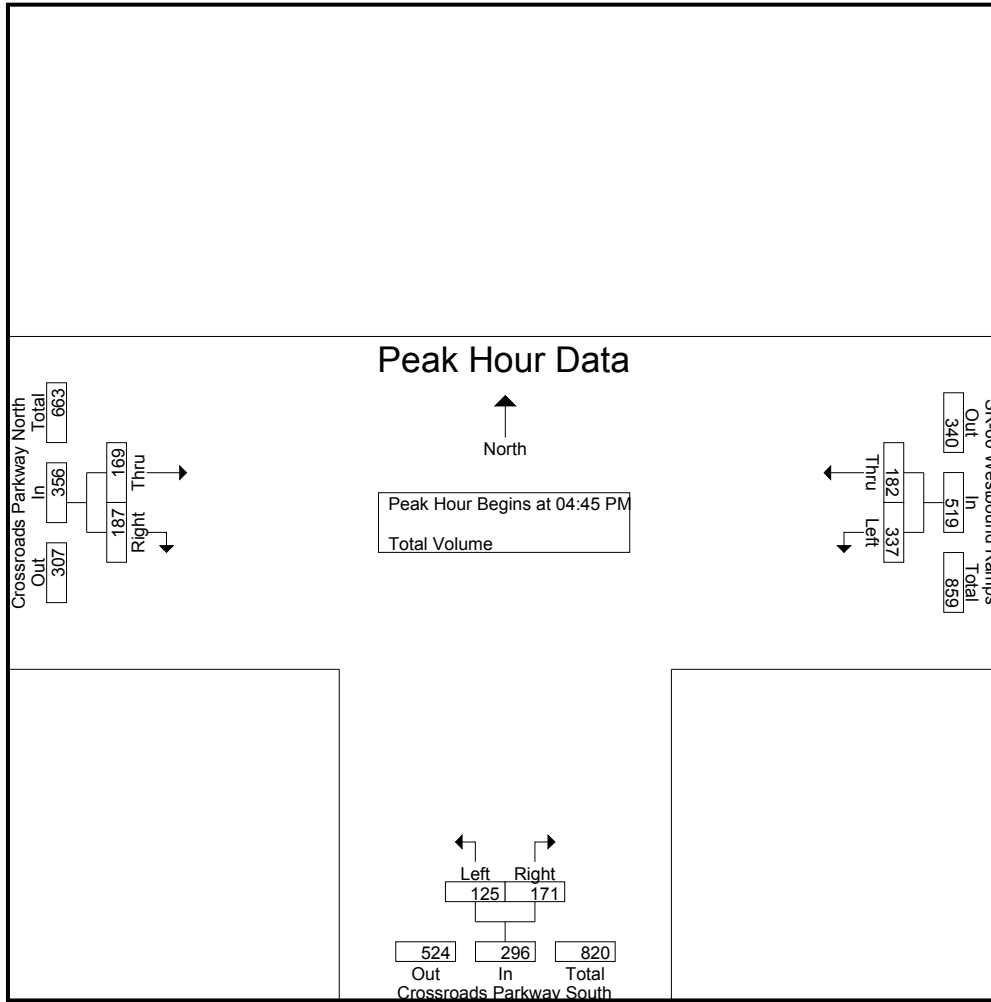 Peak Hour Data
North
Peak Hour Begins at 04:45 PM
Total Volume
Crossroads Parkway North
Out
In
Total
307
356
663
Right
Thru
187
169
Westbound Ramps
Out
In
Total
340
519
859
Thru
Left
182
337
Left
Right
125
171
524
296
820
Out
In
Total
Crossroads Parkway South